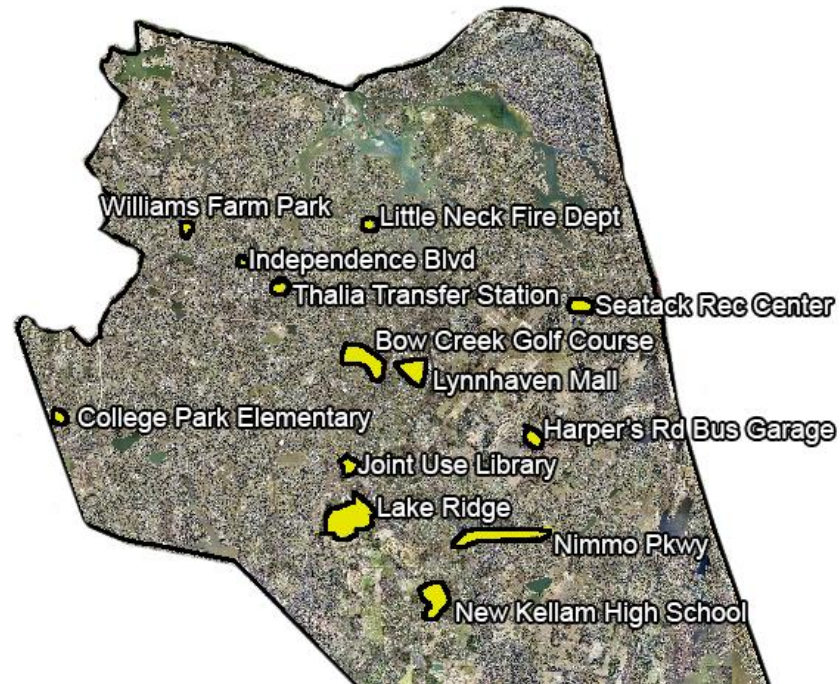 Williams Farm Park
Little Neck Fire Dept
Independence Blvd
Thalia Transfer Station
Seatack Rec Center
Bow Creek Golf Course
Lynnhaven Mall
College Park Elementary
Harper's Rd Bus Garage
Joint Use Library
Lake Ridge
Nimmo Pkwy
New Kellam High School